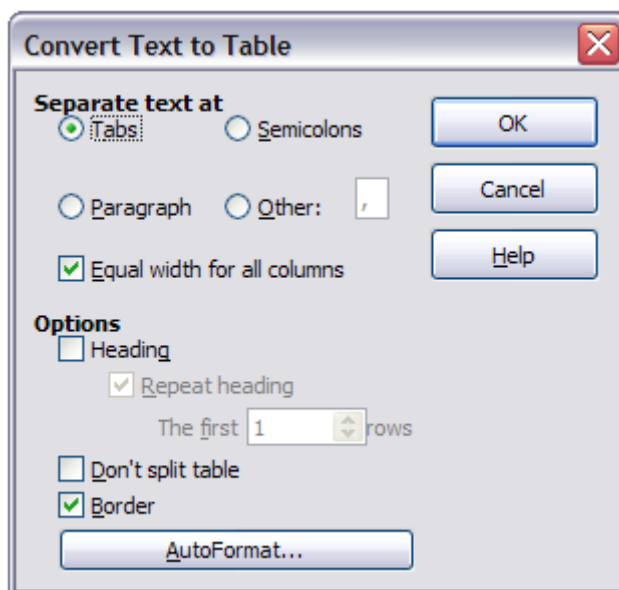 Convert Text to Table
Separate text at
Tabs
Semicolons
OK
Paragraph
Other:
,
Cancel
Equal width for all columns
Help
Options
Heading
Repeat heading
The first 1 rows
Don't split table
Border
AutoFormat...